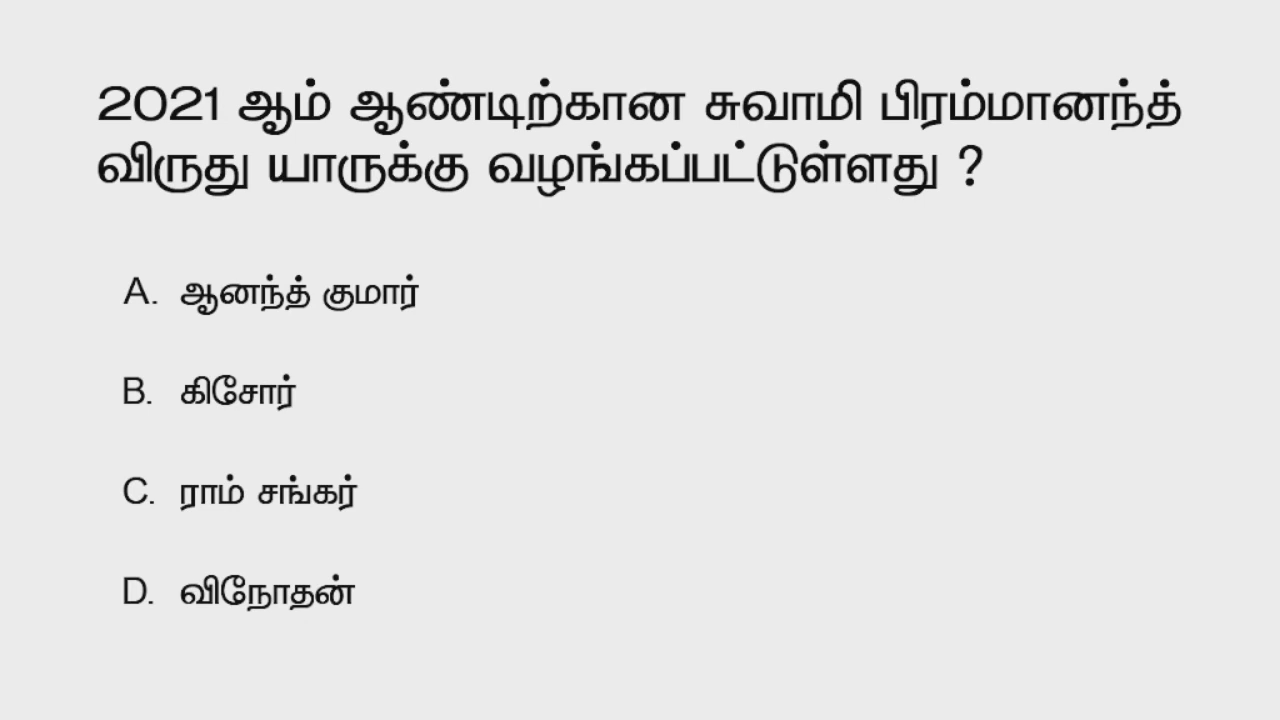 2021 ஆம் ஆண்டிற்கான சுவாமி பிரம்மானந்த்
விருது யாருக்கு வழங்கப்பட்டுள்ளது ?
A. ஆனந்த் குமார்
B. கிசோர்
C. ராம் சங்கர்
D. விநோதன்